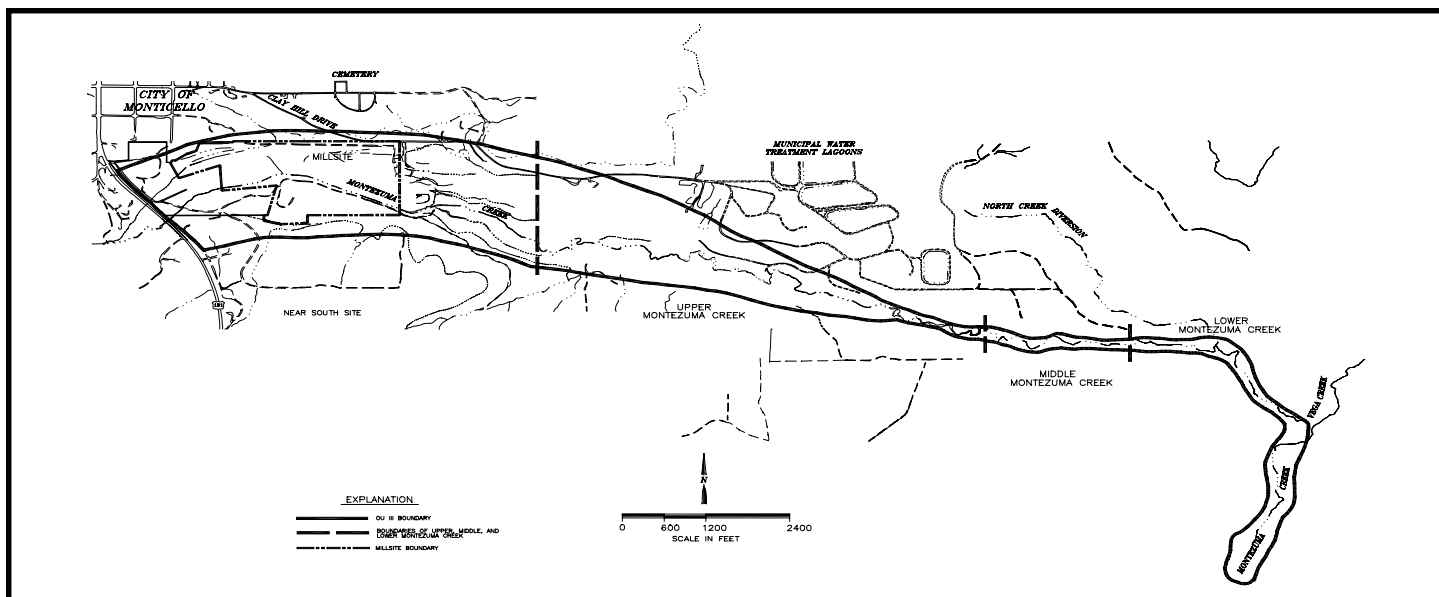 CEMETERY
CITY OF
MONTICELLO
CLAY HILL DRIVE
MILLSITE
MONTEZUMA
CREEK
MUNICIPAL WATER
TREATMENT LAGOONS
NORTH CREEK
DIVERSION
191
NEAR SOUTH SITE
UPPER
MONTEZUMA CREEK
LOWER
MONTEZUMA CREEK
MIDDLE
MONTEZUMA CREEK
VEGA CREEK
CREEK
MONTEZUMA
N
EXPLANATION
OU III BOUNDARY
BOUNDARIES OF UPPER, MIDDLE, AND
LOWER MONTEZUMA CREEK
MILLSITE BOUNDARY
0 600 1200 2400
SCALE IN FEET